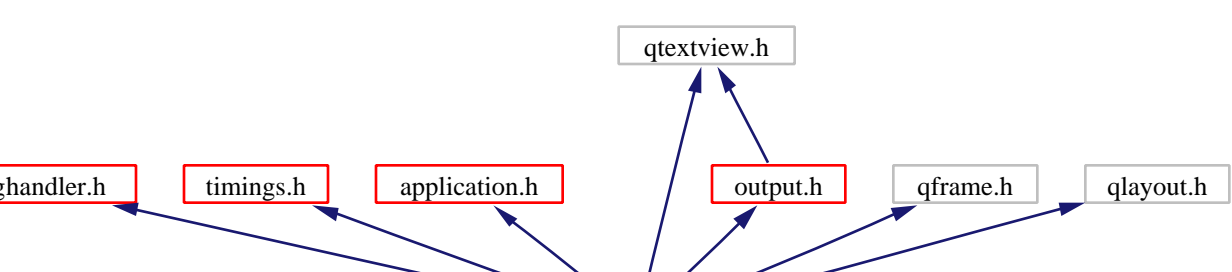 qtextview.h
ghandler.h
timings.h
application.h
output.h
qframe.h
qlayout.h